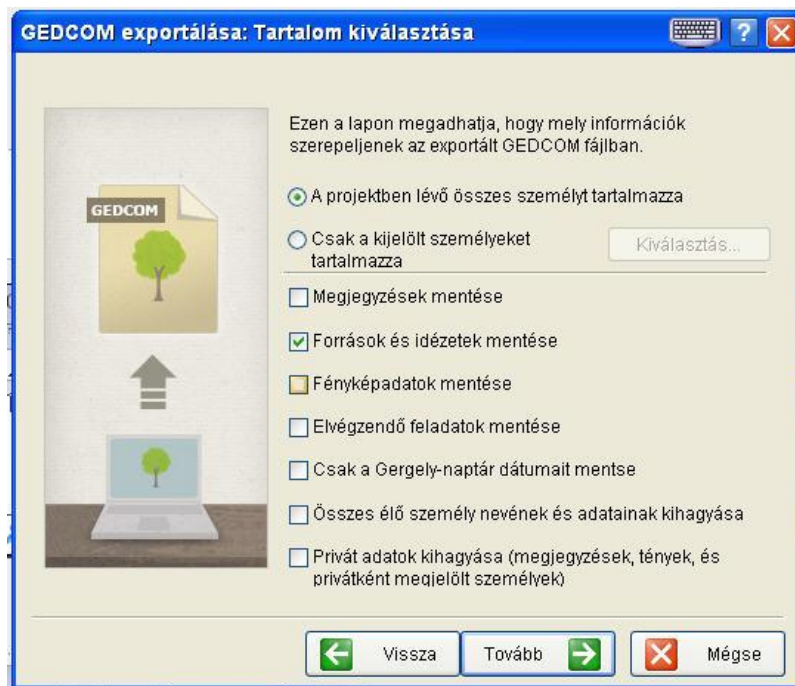 GEDCOM exportálása: Tartalom kiválasztása
Ezen a lapon megadhatja, hogy mely információk
szerepeljenek az exportált GEDCOM fájlban.
GEDCOM
A projektben lévő összes személyt tartalmazza
Csak a kijelölt személyeket
tartalmazza
Kiválasztás...
Megjegyzések mentése
Források és idézetek mentése
Fényképadatok mentése
Elvégzendő feladatok mentése
Csak a Gergely-naptár dátumait mentse
Összes élő személy nevének és adatainak kihagyása
Privát adatok kihagyása (megjegyzések, tények, és
privátként megjelölt személyek)
Vissza
Tovább
Mégse